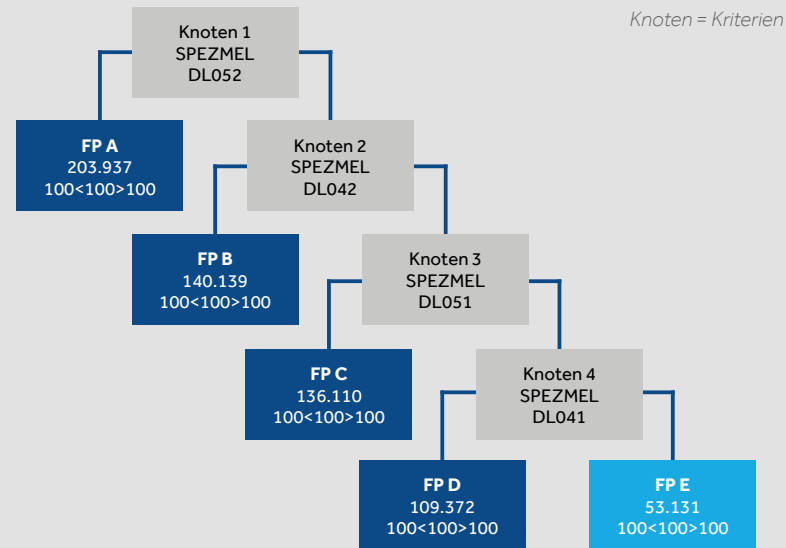 Knoten = Kriterien
Knoten 1
SPEZMEL
DL052
FP A
203.937
100<100>100
Knoten 2
SPEZMEL
DL042
FP B
140.139
100<100>100
Knoten 3
SPEZMEL
DL051
FP C
136.110
100<100>100
Knoten 4
SPEZMEL
DL041
FP D
109.372
100<100>100
FP E
53.131
100<100>100